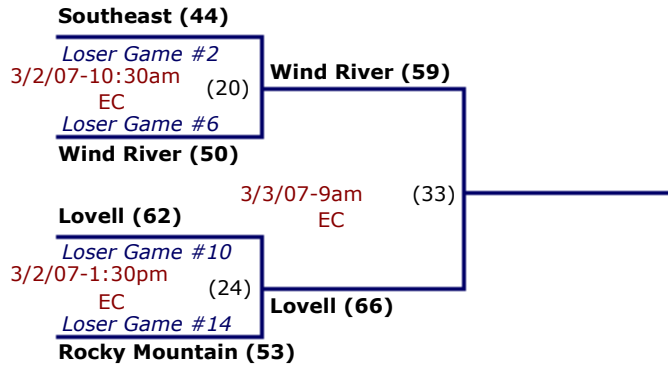 Southeast (44)
Loser Game #2
3/2/07-10:30am
EC
(20)
Loser Game #6
Wind River (50)
Wind River (59)
3/3/07-9am
EC
(33)
Lovell (62)
Loser Game #10
3/2/07-1:30pm
EC
(24)
Loser Game #14
Rocky Mountain (53)
Lovell (66)